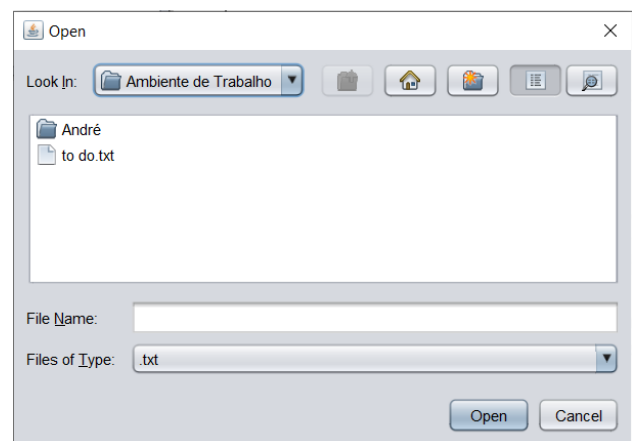 Open
Look In: Ambiente de Trabalho
André
to do.txt
File Name:
Files of Type: .txt
Open Cancel